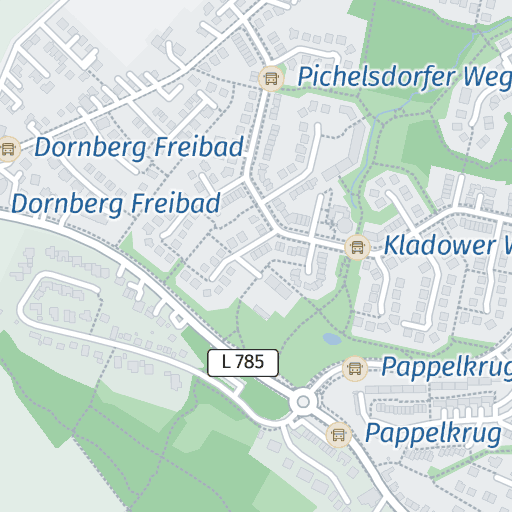 Pichelsdorfer Weg
Dornberg Freibad
Dornberg Freibad
Kladower W
L 785
Pappelkrug
Pappelkrug